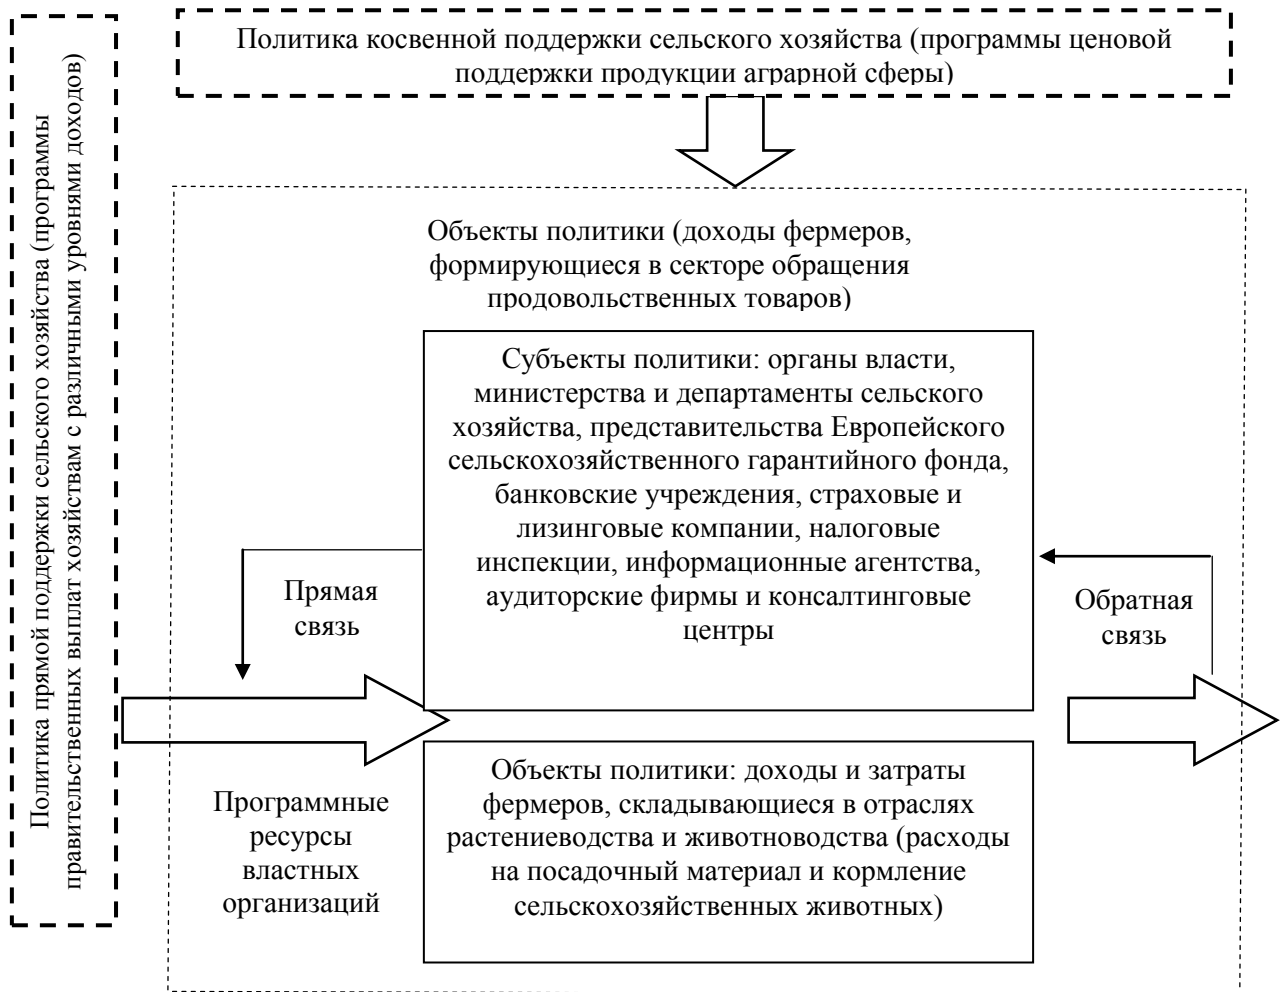 Политика косвенной поддержки сельского хозяйства (программы ценовой
поддержки продукции аграрной сферы)
Политика прямой поддержки сельского хозяйства (программы
правительственных выплат хозяйствам с различными уровнями доходов)
Объекты политики (доходы фермеров,
формирующиеся в секторе обращения
продовольственных товаров)
Субъекты политики: органы власти,
министерства и департаменты сельского
хозяйства, представительства Европейского
сельскохозяйственного гарантийного фонда,
банковские учреждения, страховые и
лизинговые компании, налоговые
инспекции, информационные агентства,
аудиторские фирмы и консалтинговые
центры
Прямая
связь
Обратная
связь
Программные
ресурсы
властных
организаций
Объекты политики: доходы и затраты
фермеров, складывающиеся в отраслях
растениеводства и животноводства (расходы
на посадочный материал и кормление
сельскохозяйственных животных)